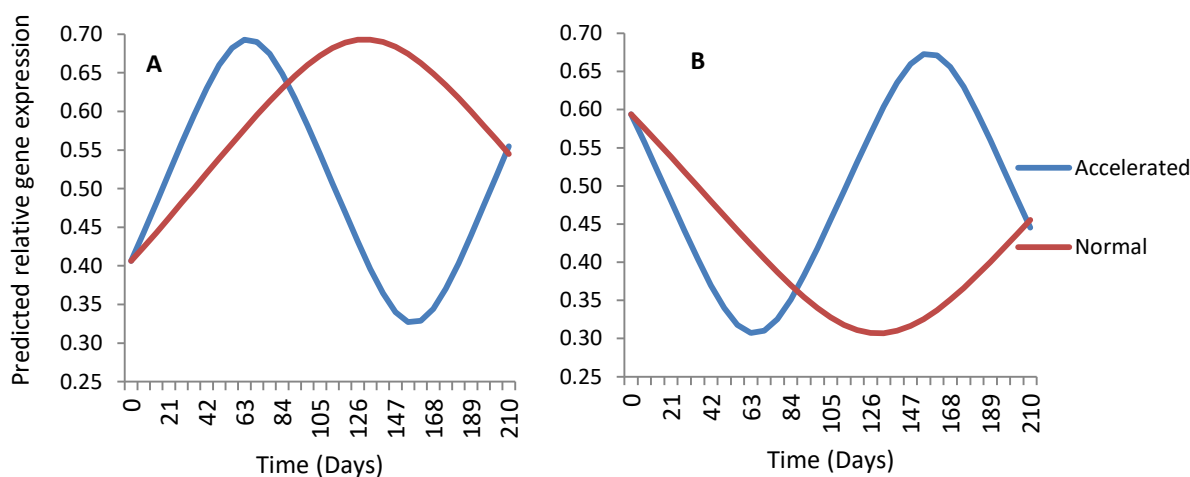 Predicted relative gene expression
A
0.70
0.65
0.60
0.55
0.50
0.45
0.40
0.35
0.30
0.25
0 21 42 63 84 105 126 147 168 189 210
Time (Days)
B
0.70
0.65
0.60
0.55
0.50
0.45
0.40
0.35
0.30
0.25
0 21 42 63 84 105 126 147 168 189 210
Time (Days)
Accelerated
Normal